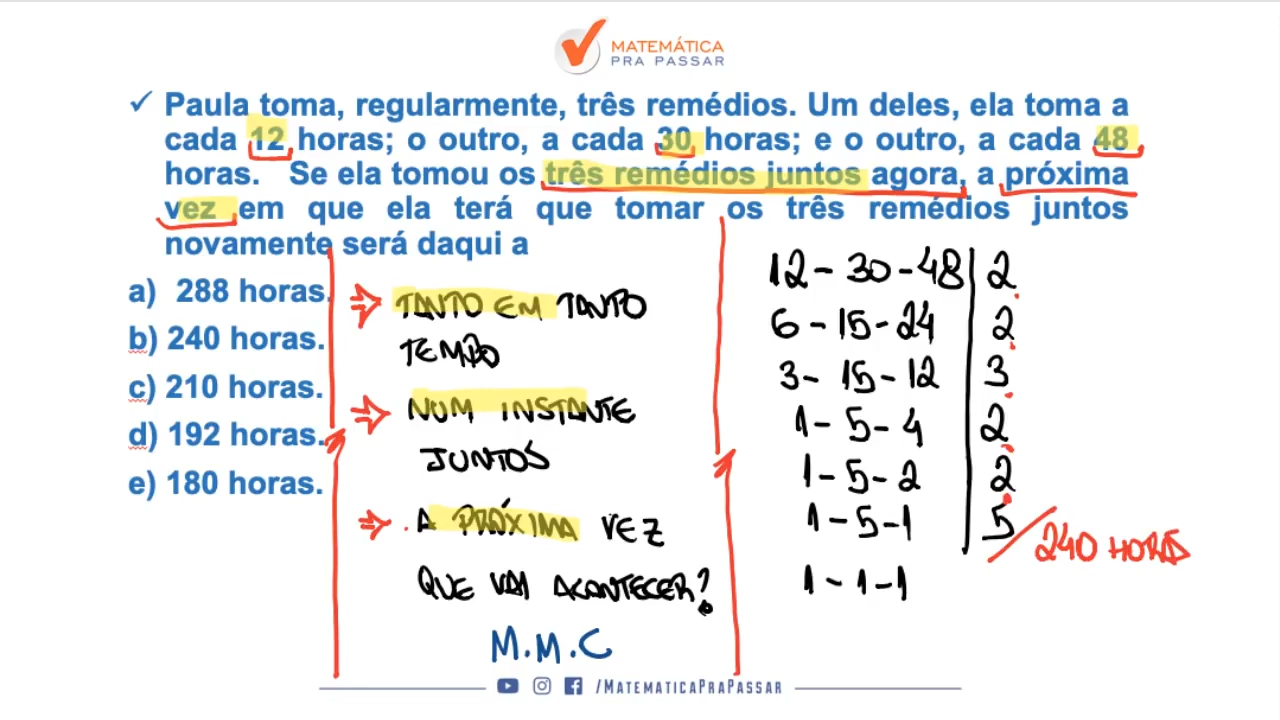 MATEMÁTICA
PRA PASSAR
✓ Paula toma, regularmente, três remédios. Um deles, ela toma a
cada 12 horas; o outro, a cada 30 horas; e o outro, a cada 48
horas. Se ela tomou os três remédios juntos agora, a próxima
vez em que ela terá que tomar os três remédios juntos
novamente será daqui a
a) 288 horas.
b) 240 horas.
c) 210 horas.
d) 192 horas.
e) 180 horas.
⇒ TANTO EM TANTO
TEMPO
⇒ NUM INSTANTE
JUNTOS
⇒ A PRÓXIMA VEZ
QUE VAI ACONTECER?
M.M.C
12 - 30 - 48 | 2
6 - 15 - 24 | 2
3 - 15 - 12 | 3
1 - 5 - 4 | 2
1 - 5 - 2 | 2
1 - 5 - 1 | 5 / 240 HORAS
1 - 1 - 1
/MATEMATICAPRAPASSAR